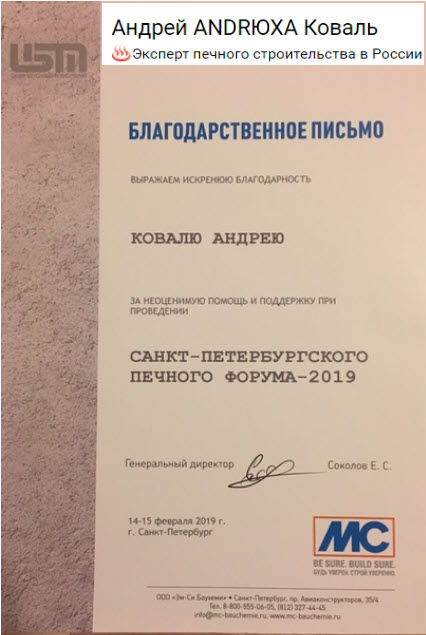 Андрей ANDRЮХА Коваль
Эксперт печного строительства в России
USM
БЛАГОДАРСТВЕННОЕ ПИСЬМО
ВЫРАЖАЕМ ИСКРЕНЮЮ БЛАГОДАРНОСТЬ
КОВАЛЮ АНДРЕЮ
ЗА НЕОЦЕНИМУЮ ПОМОЩЬ И ПОДДЕРЖКУ ПРИ
ПРОВЕДЕНИИ
САНКТ-ПЕТЕРБУРГСКОГО
ПЕЧНОГО ФОРУМА-2019
Генеральный директор Соколов Е. С.
14-15 февраля 2019 г.
г. Санкт-Петербург
MC
BE SURE. BUILD SURE.
БУДЬ УВЕРЕН. СТРОЙ УВЕРЕННО.
ООО «Эм-Си Баухеми» • Санкт-Петербург, пр. Авиаконструкторов, 35/4
Тел. 8-800-555-06-05, (812) 327-44-45
info@mc-bauchemie.ru, www.mc-bauchemie.ru